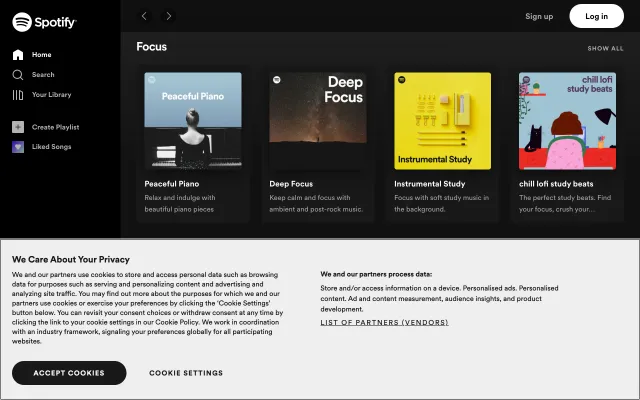 Spotify
Home
Search
Your Library
Create Playlist
Liked Songs
Sign up
Log in
Focus
SHOW ALL
Peaceful Piano
Deep
Focus
Instrumental Study
chill lofi
study beats
Peaceful Piano
Relax and indulge with
beautiful piano pieces
Deep Focus
Keep calm and focus with
ambient and post-rock music.
Instrumental Study
Focus with soft study music in
the background.
chill lofi study beats
The perfect study beats. Find
your focus, crush your...
We Care About Your Privacy
We and our partners use cookies to store and access personal data such as browsing
data for purposes such as serving and personalizing content and advertising and
analyzing site traffic. You may find out more about the purposes for which we and our
partners use cookies or exercise your preferences by clicking the 'Cookie Settings'
button below. You can revisit your consent choices or withdraw consent at any time by
clicking the link to your cookie settings in our Cookie Policy. We work in coordination
with an industry framework, signaling your preferences globally for all participating
websites.
We and our partners process data:
Store and/or access information on a device. Personalised ads. Personalised
content. Ad and content measurement, audience insights, and product
development.
LIST OF PARTNERS (VENDORS)
ACCEPT COOKIES
COOKIE SETTINGS